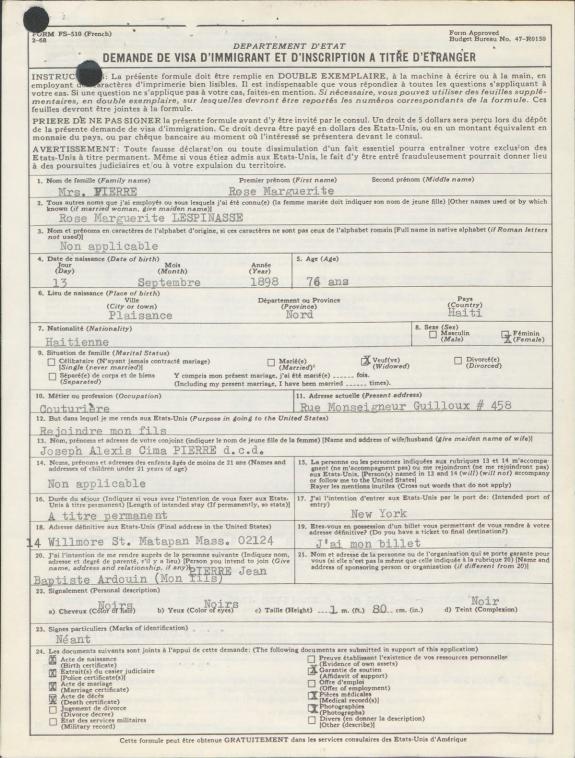 FORM FS-510 (French)
2-68
Form Approved
Budget Bureau No. 47-R0150
DEPARTEMENT D'ETAT
DEMANDE DE VISA D'IMMIGRANT ET D'INSCRIPTION A TITRE D'ETRANGER
INSTRUC S: La présente formule doit être remplie en DOUBLE EXEMPLAIRE, à la machine à écrire ou à la main, en
employant caractères d'imprimerie bien lisibles. Il est indispensable que vous répondiez à toutes les questions s'appliquant à
votre cas. Si une question ne s'applique pas à votre cas, faites-en mention. Si nécessaire, vous pouvez utiliser des feuilles supplé-
mentaires, en double exemplaire, sur lesquelles devront être reportés les numéros correspondants de la formule. Ces
feuilles devront être jointes à la formule.
PRIERE DE NE PAS SIGNER la présente formule avant d'y être invité par le consul. Un droit de 5 dollars sera perçu lors du dépôt
de la présente demande de visa d'immigration. Ce droit devra être payé en dollars des Etats-Unis, ou en un montant équivalent en
monnaie du pays, ou par chèque bancaire au moment où l'intéressé se présentera devant le consul.
AVERTISSEMENT: Toute fausse déclaration ou toute dissimulation d'un fait essentiel pourra entraîner votre exclusion des
Etats-Unis à titre permanent. Même si vous étiez admis aux Etats-Unis, le fait d'y être entré frauduleusement pourrait donner lieu
à des poursuites judiciaires et/ou à votre expulsion du territoire.
1. Nom de famille (Family name) Premier prénom (First name) Second prénom (Middle name)
Mrs. PIERRE Rose Marguerite
2. Tous autres noms que j'ai employés ou sous lesquels j'ai été connu(e) (la femme mariée doit indiquer son nom de jeune fille) [Other names used or by which
known (if married woman, give maiden name)]
Rose Marguerite LESPINASSE
3. Nom et prénoms en caractères de l'alphabet d'origine, si ces caractères ne sont pas ceux de l'alphabet romain [Full name in native alphabet (if Roman letters
not used)]
Non applicable
4. Date de naissance (Date of birth)
Jour Mois Année
(Day) (Month) (Year)
13 Septembre 1898
5. Age (Age)
76 ans
6. Lieu de naissance (Place of birth)
Ville Département ou Province Pays
(City or town) (Province) (Country)
Plaisance Nord Haiti
7. Nationalité (Nationality)
Haitienne
8. Sexe (Sex)
Masculin Féminin
(Male) X (Female)
9. Situation de famille (Marital Status)
Célibataire (N'ayant jamais contracté mariage) Marié(e) X Veuf(ve) Divorcé(e)
[Single (never married)] (Married) (Widowed) (Divorced)
Séparé(e) de corps et de biens Y compris mon présent mariage, j'ai été marié(e) ...... fois.
(Separated) (Including my present marriage, I have been married ...... times).
10. Métier ou profession (Occupation)
Couturière
11. Adresse actuelle (Present address)
Rue Monseigneur Guilloux # 458
12. But dans lequel je me rends aux Etats-Unis (Purpose in going to the United States)
Rejoindre mon fils
13. Nom, prénoms et adresse de votre conjoint (indiquer le nom de jeune fille de la femme) [Name and address of wife/husband (give maiden name of wife)]
Joseph Alexis Cima PIERRE d.c.d.
14. Noms, prénoms et adresses des enfants âgés de moins de 21 ans (Names and
addresses of children under 21 years of age)
Non applicable
15. La personne ou les personnes indiquées aux rubriques 13 et 14 m'accompa-
gnent (ne m'accompagnent pas) ou me rejoindront (ne me rejoindront pas)
aux Etats-Unis. [Person(s) named in 13 and 14 (will) (will not) accompany
or follow me to the United States]
Rayer les mentions inutiles (Cross out words that do not apply)
16. Durée du séjour (Indiquez si vous avez l'intention de vous fixer aux Etats-
Unis à titre permanent) [Length of intended stay (If permanently, so state)]
A titre permanent
17. J'ai l'intention d'entrer aux Etats-Unis par le port de: (Intended port of
entry)
New York
18. Adresse définitive aux Etats-Unis (Final address in the United States)
14 Willmore St. Matapan Mass. 02124
19. Etes-vous en possession d'un billet vous permettant de vous rendre à votre
adresse définitive? (Do you have a ticket to final destination?)
J'ai mon billet
20. J'ai l'intention de me rendre auprès de la personne suivante (Indiquez nom,
adresse et degré de parenté, s'il y a lieu) [Person you intend to join (Give
name, address and relationship, if any)] PIERRE Jean
Baptiste Ardouin (Mon fils)
21. Nom et adresse de la personne ou de l'organisation qui se porte garante pour
vous (si elle n'est pas la même que celle indiquée à la rubrique 20) [Name and
address of sponsoring person or organization (if different from 20)]
22. Signalement (Personal description)
Noirs Noirs Noir
a) Cheveux (Color of hair) b) Yeux (Color of eyes) c) Taille (Height) 1 m. (ft.) 80 cm. (in.) d) Teint (Complexion)
23. Signes particuliers (Marks of identification)
Néant
24. Les documents suivants sont joints à l'appui de cette demande: (The following documents are submitted in support of this application)
X Acte de naissance
(Birth certificate)
X Extrait(s) du casier judiciaire
[Police certificate(s)]
X Acte de mariage
(Marriage certificate)
X Acte de décès
(Death certificate)
Jugement de divorce
(Divorce decree)
Etat des services militaires
(Military record)
Preuve établissant l'existence de vos ressources personnelles
(Evidence of own assets)
X Garantie de soutien
(Affidavit of support)
Offre d'emploi
(Offer of employment)
X Pièces médicales
[Medical record(s)]
X Photographies
(Photographs)
Divers (en donner la description)
[Other (describe)]
Cette formule peut être obtenue GRATUITEMENT dans les services consulaires des Etats-Unis d'Amérique